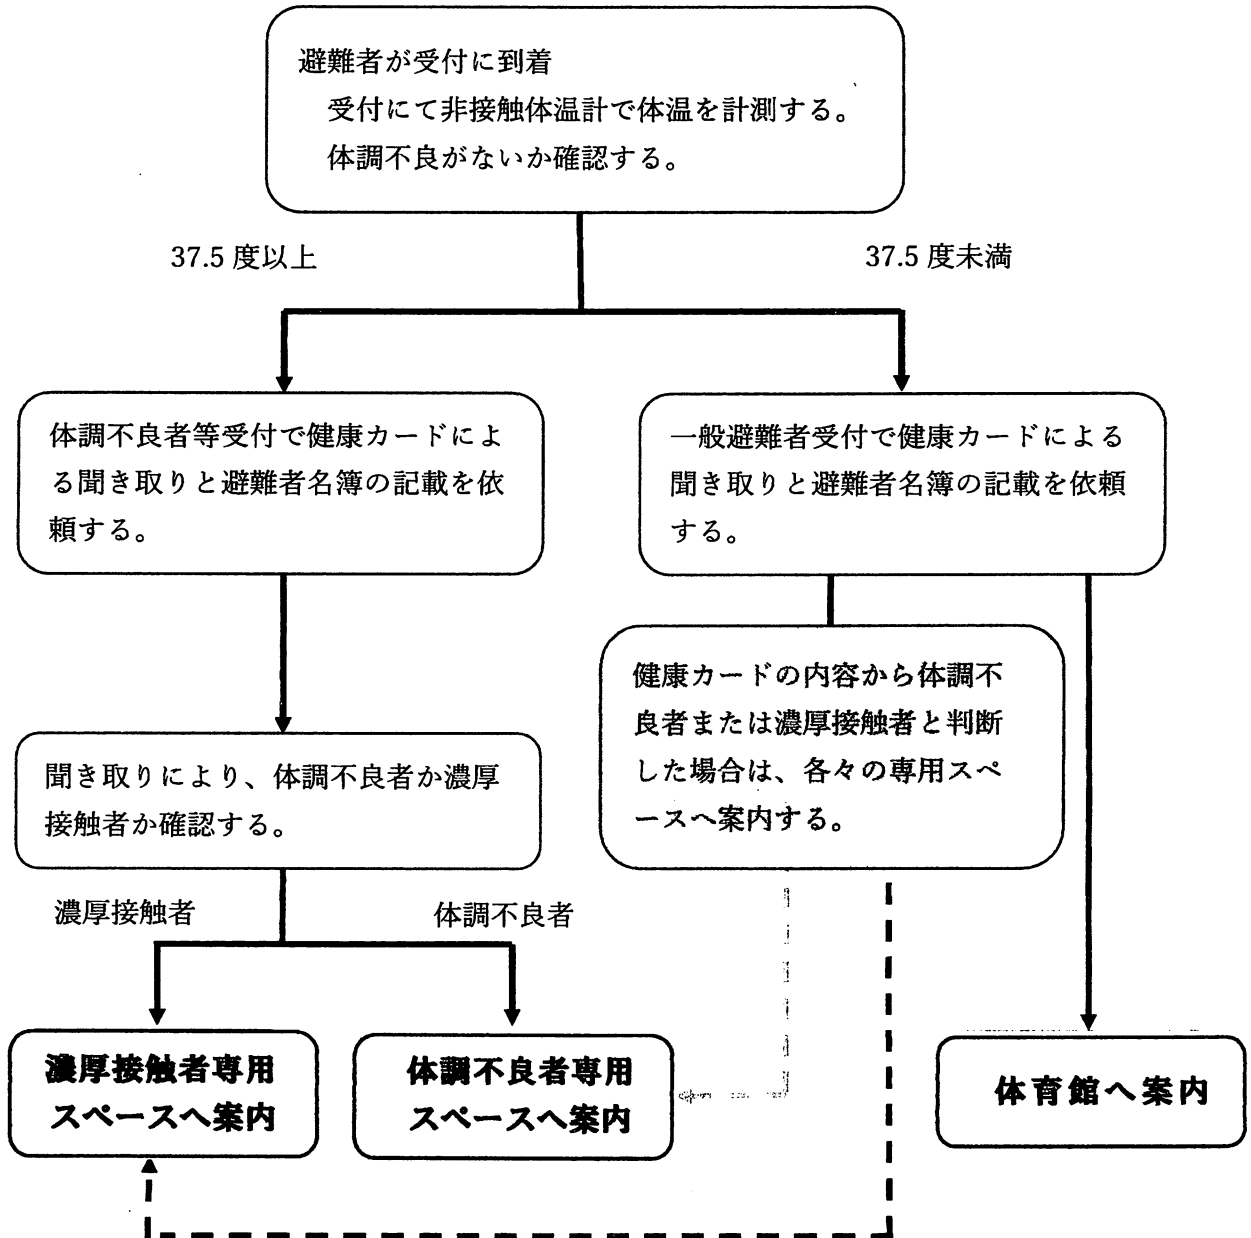 避難者が受付に到着
受付にて非接触体温計で体温を計測する。
体調不良がないか確認する。
37.5 度以上
37.5 度未満
体調不良者等受付で健康カードによ
る聞き取りと避難者名簿の記載を依
頼する。
一般避難者受付で健康カードによる
聞き取りと避難者名簿の記載を依頼
する。
健康カードの内容から体調不
良者または濃厚接触者と判断
した場合は、各々の専用スペ
ースへ案内する。
聞き取りにより、体調不良者か濃厚
接触者か確認する。
濃厚接触者
体調不良者
濃厚接触者専用
スペースへ案内
体調不良者専用
スペースへ案内
体育館へ案内